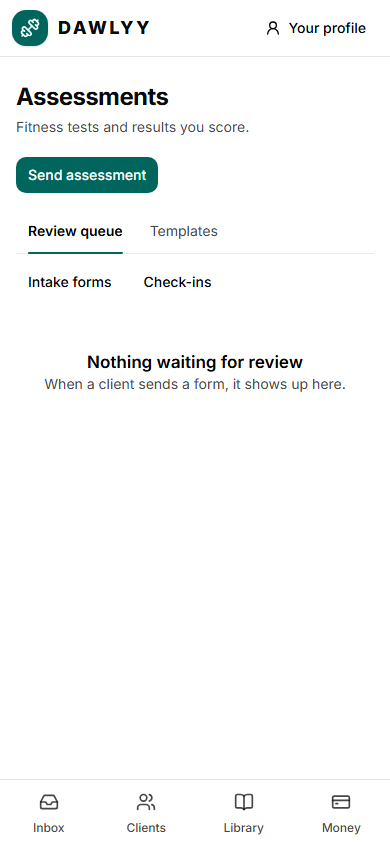 DAWLYY
Your profile
Assessments
Fitness tests and results you score.
Send assessment
Review queue
Templates
Intake forms
Check-ins
Nothing waiting for review
When a client sends a form, it shows up here.
Inbox
Clients
Library
Money